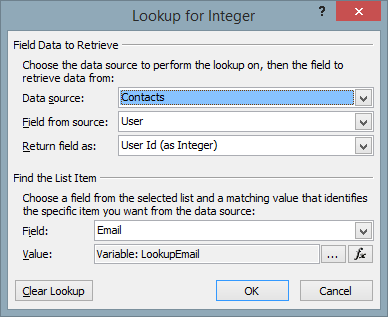 Lookup for Integer ?
Field Data to Retrieve
Choose the data source to perform the lookup on, then the field to
retrieve data from:
Data source: Contacts
Field from source: User
Return field as: User Id (as Integer)
Find the List Item
Choose a field from the selected list and a matching value that identifies
the specific item you want from the data source:
Field: Email
Value: Variable: LookupEmail ... fx
Clear Lookup OK Cancel